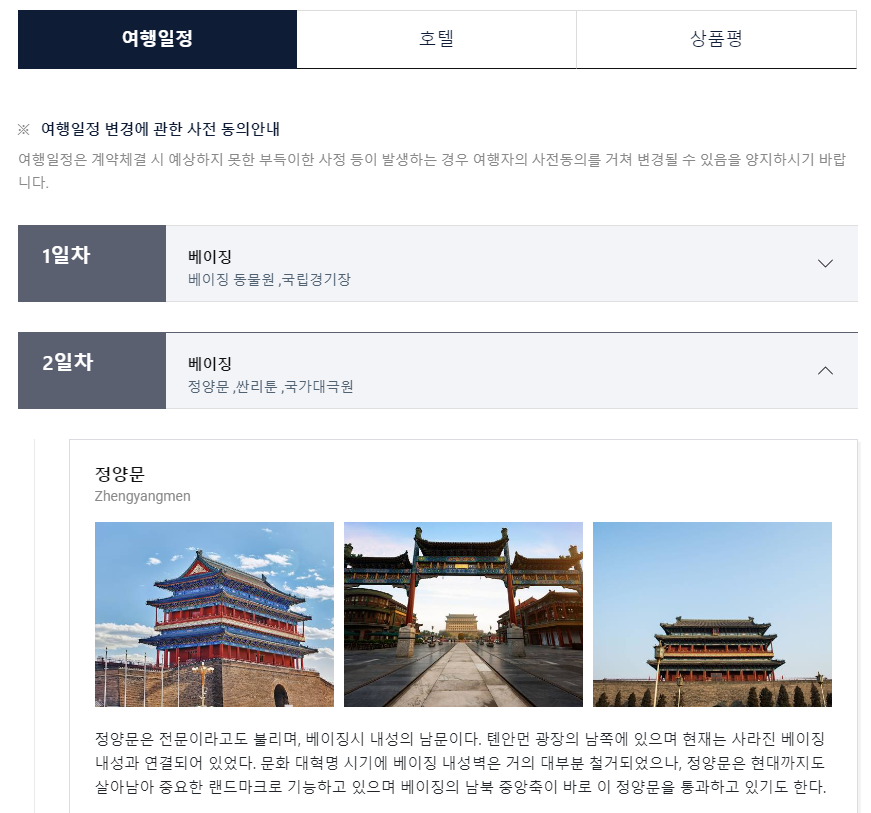 여행일정
호텔
상품평
※ 여행일정 변경에 관한 사전 동의안내
여행일정은 계약체결 시 예상하지 못한 부득이한 사정 등이 발생하는 경우 여행자의 사전동의를 거쳐 변경될 수 있음을 양지하시기 바랍
니다.
1일차
베이징
베이징 동물원 ,국립경기장
2일차
베이징
정양문 ,싼리툰 ,국가대극원
정양문
Zhengyangmen
정양문은 전문이라고도 불리며, 베이징시 내성의 남문이다. 톈안먼 광장의 남쪽에 있으며 현재는 사라진 베이징
내성과 연결되어 있었다. 문화 대혁명 시기에 베이징 내성벽은 거의 대부분 철거되었으나, 정양문은 현대까지도
살아남아 중요한 랜드마크로 기능하고 있으며 베이징의 남북 중앙축이 바로 이 정양문을 통과하고 있기도 한다.